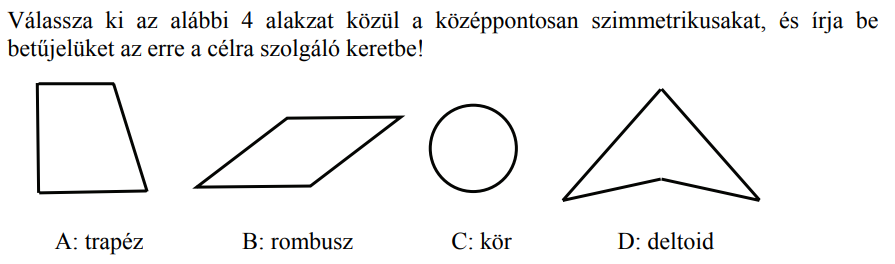 Válassza ki az alábbi 4 alakzat közül a középpontosan szimmetrikusakat, és írja be
betűjelüket az erre a célra szolgáló keretbe!
A: trapéz B: rombusz C: kör D: deltoid